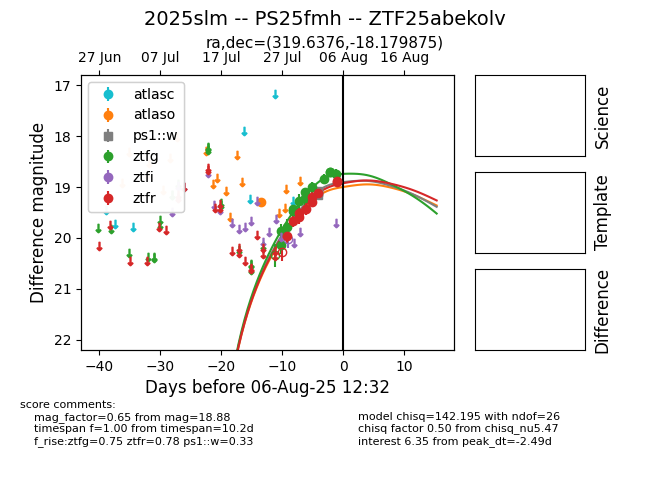 2025slm -- PS25fmh -- ZTF25abekolv
ra,dec=(319.6376,-18.179875)
27 Jun 07 Jul 17 Jul 27 Jul 06 Aug 16 Aug
17
18
19
20
21
22
Difference magnitude
atlasc
atlaso
ps1::w
ztfg
ztfi
ztfr
−40 −30 −20 −10 0 10
Days before 06-Aug-25 12:32
Science
Template
Difference
score comments:
mag_factor=0.65 from mag=18.88
timespan f=1.00 from timespan=10.2d
f_rise:ztfg=0.75 ztfr=0.78 ps1::w=0.33
model chisq=142.195 with ndof=26
chisq factor 0.50 from chisq_nu5.47
interest 6.35 from peak_dt=-2.49d